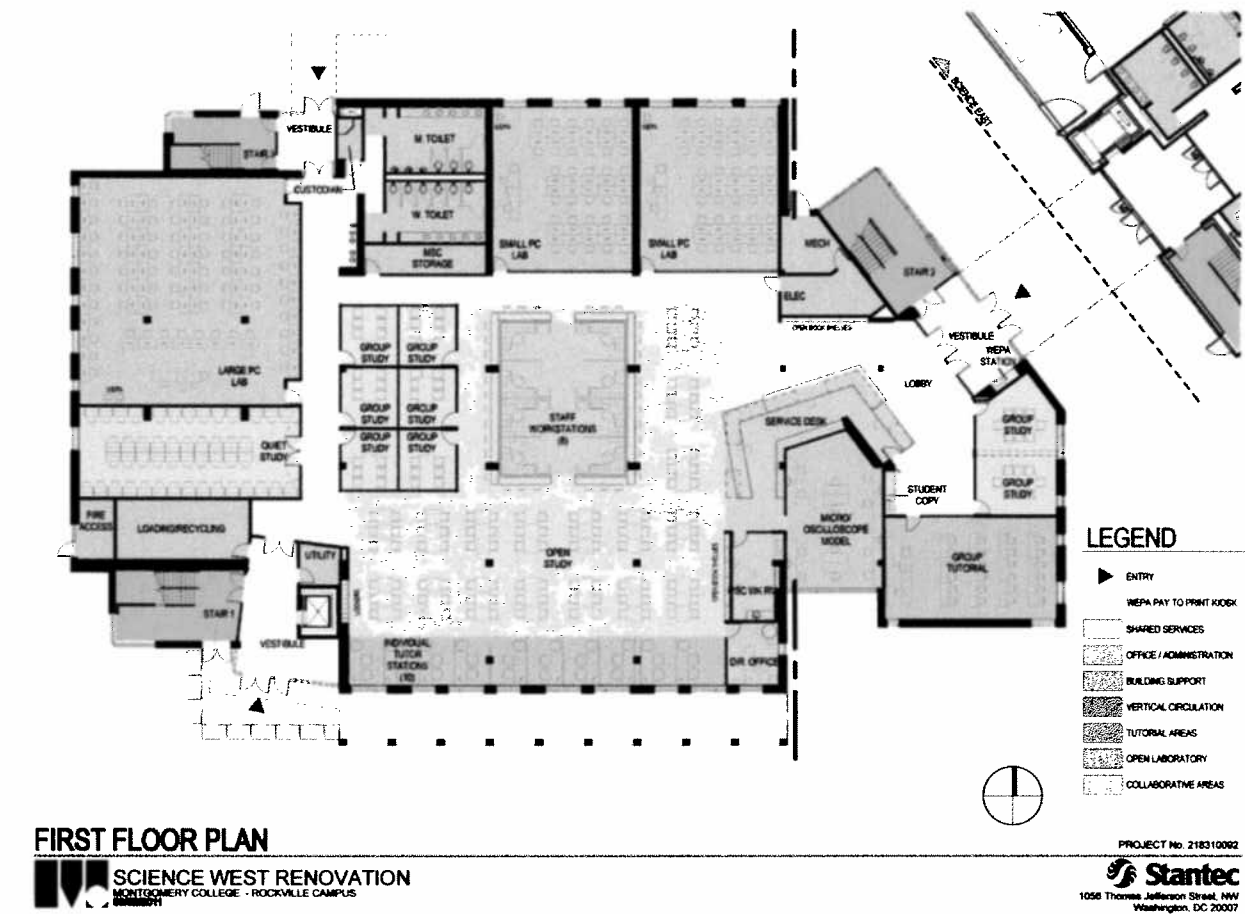 VESTIBULE
STAIR
M. TOILET
CUSTODIAN
W. TOILET
MSC
STORAGE
SMALL PC
LAB
SMALL PC
LAB
MECH
STAIR 2
ELEC
OPEN BOOK SHELVES
SCIENCE EAST
VESTIBULE
WEPA
STATION
LOBBY
LARGE PC
LAB
GROUP
STUDY
GROUP
STUDY
GROUP
STUDY
GROUP
STUDY
GROUP
STUDY
GROUP
STUDY
STAFF
WORKSTATIONS
(8)
SERVICE DESK
GROUP
STUDY
GROUP
STUDY
QUIET
STUDY
STUDENT
COPY
FIRE
ACCESS
LOADING/RECYCLING
UTILITY
OPEN
STUDY
MICRO/
OSCILLOSCOPE
MODEL
GROUP
TUTORIAL
STAIR 1
VESTIBULE
INDIVIDUAL
TUTOR
STATIONS
(10)
DIR. OFFICE
LEGEND
ENTRY
WEPA PAY TO PRINT KIOSK
SHARED SERVICES
OFFICE / ADMINISTRATION
BUILDING SUPPORT
VERTICAL CIRCULATION
TUTORIAL AREAS
OPEN LABORATORY
COLLABORATIVE AREAS
FIRST FLOOR PLAN
PROJECT No. 218310092
SCIENCE WEST RENOVATION
MONTGOMERY COLLEGE - ROCKVILLE CAMPUS
Stantec
1056 Thomas Jefferson Street, NW
Washington, DC 20007